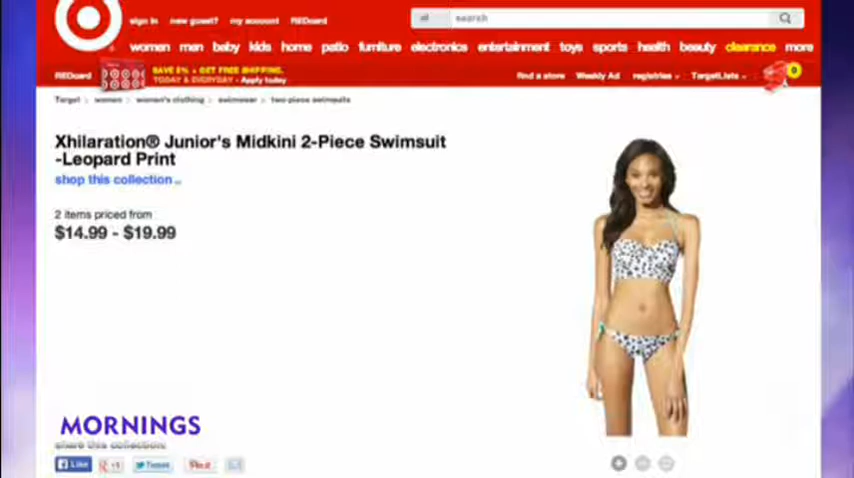 sign in new guest? my account REDcard
all search
women men baby kids home patio furniture electronics entertainment toys sports health beauty clearance more
REDcard SAVE 5% + GET FREE SHIPPING. Find a store Weekly Ad registries TargetLists 0
TODAY & EVERYDAY Apply today
Target women women's clothing swimwear two piece swimsuits
Xhilaration® Junior's Midkini 2-Piece Swimsuit
-Leopard Print
shop this collection
2 items priced from
$14.99 - $19.99
MORNINGS
share this collection:
Like +1 Tweet Pin it